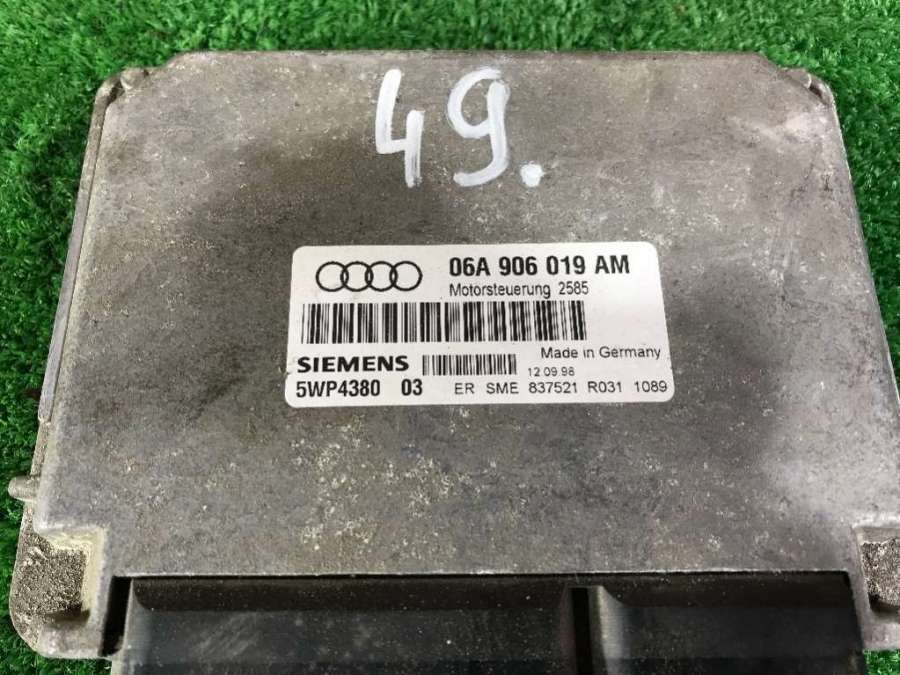 49.
06A 906 019 AM
Motorsteuerung 2585
Made in Germany
SIEMENS
12 09 98
5WP4380 03 ER SME 837521 R031 1089